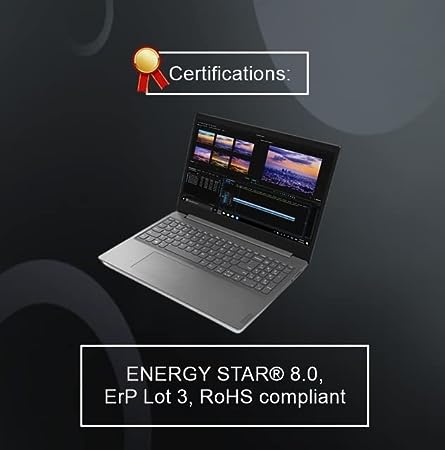 Certifications:
ENERGY STAR® 8.0,
ErP Lot 3, RoHS compliant